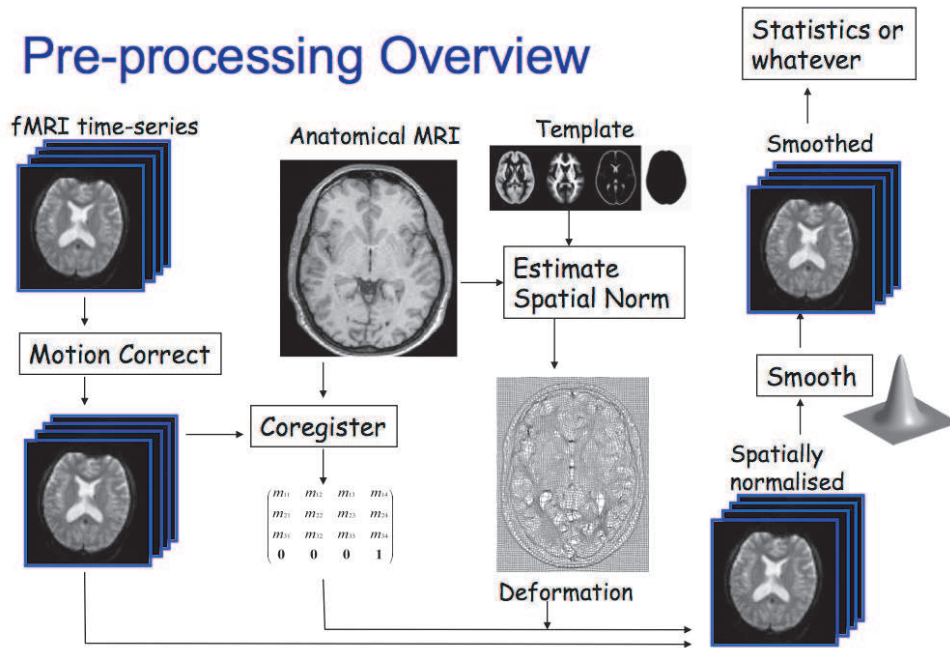 Pre-processing Overview
fMRI time-series
Motion Correct
Anatomical MRI
Coregister
m₁₁ m₁₂ m₁₃ m₁₄
m₂₁ m₂₂ m₂₃ m₂₄
m₃₁ m₃₂ m₃₃ m₃₄
0 0 0 1
Template
Estimate
Spatial Norm
Deformation
Statistics or
whatever
Smoothed
Smooth
Spatially
normalised